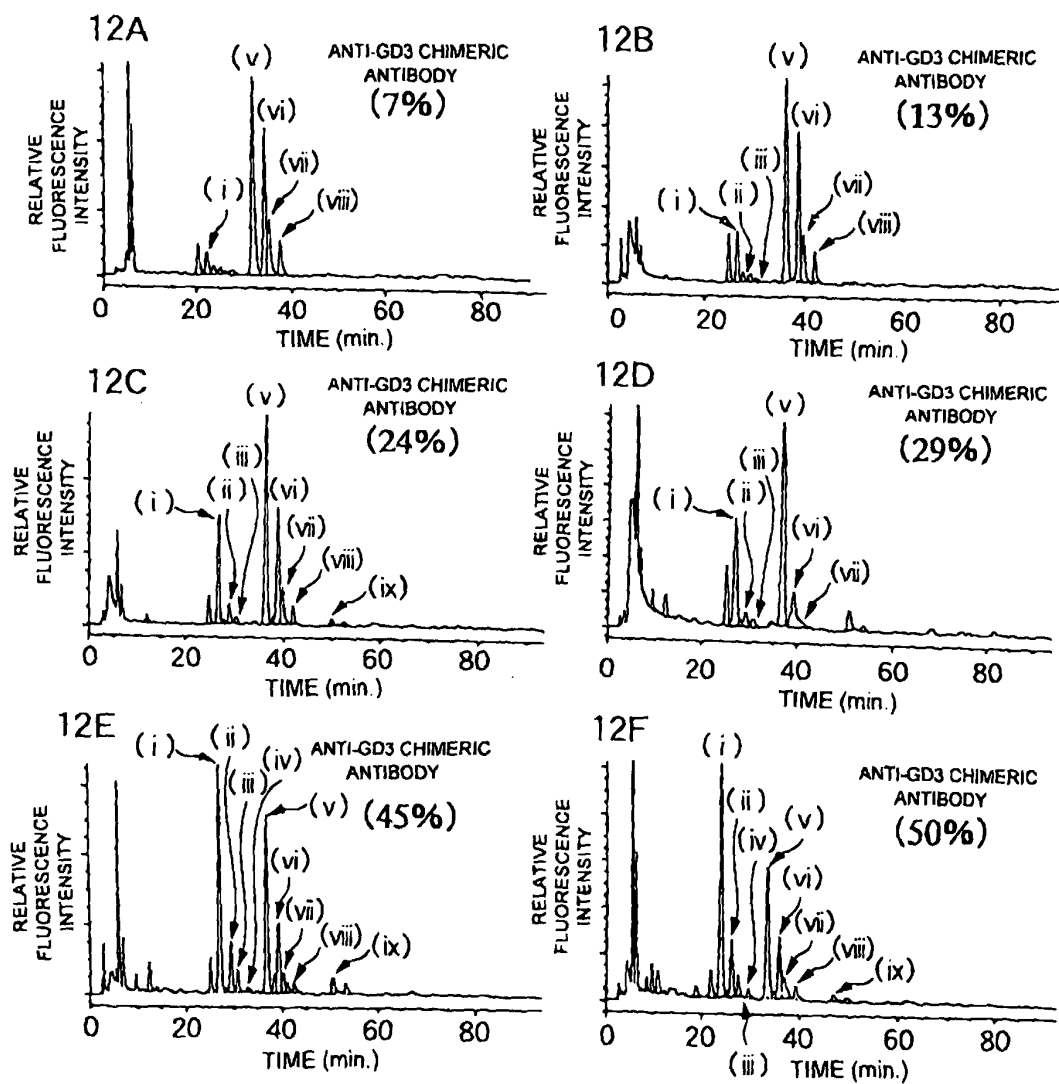 12A
ANTI-GD3 CHIMERIC
ANTIBODY
(7%)
RELATIVE
FLUORESCENCE
INTENSITY
(i)
(v)
(vi)
(vii)
(viii)
0 20 40 60 80
TIME (min.)
12B
ANTI-GD3 CHIMERIC
ANTIBODY
(13%)
RELATIVE
FLUORESCENCE
INTENSITY
(i)
(ii)
(iii)
(v)
(vi)
(vii)
(viii)
0 20 40 60 80
TIME (min.)
12C
ANTI-GD3 CHIMERIC
ANTIBODY
(24%)
RELATIVE
FLUORESCENCE
INTENSITY
(i)
(ii)
(iii)
(v)
(vi)
(vii)
(viii)
(ix)
0 20 40 60 80
TIME (min.)
12D
ANTI-GD3 CHIMERIC
ANTIBODY
(29%)
RELATIVE
FLUORESCENCE
INTENSITY
(i)
(ii)
(iii)
(v)
(vi)
(vii)
0 20 40 60 80
TIME (min.)
12E
ANTI-GD3 CHIMERIC
ANTIBODY
(45%)
RELATIVE
FLUORESCENCE
INTENSITY
(i)
(ii)
(iii)
(iv)
(v)
(vi)
(vii)
(viii)
(ix)
0 20 40 60 80
TIME (min.)
12F
ANTI-GD3 CHIMERIC
ANTIBODY
(50%)
RELATIVE
FLUORESCENCE
INTENSITY
(i)
(ii)
(iv)
(v)
(vi)
(vii)
(viii)
(ix)
0 20 40 60 80
(iii)
TIME (min.)